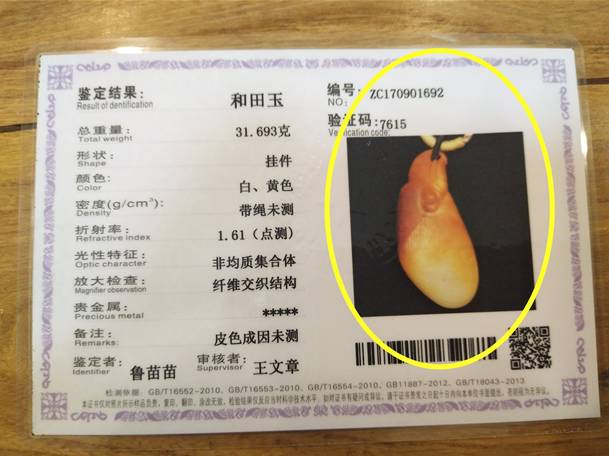 鉴定结果: 和田玉
Result of dentification
总重量: 31.693克
Total weight
形状: 挂件
Shape
颜色: 白、黄色
Color
密度(g/cm³) 带绳未测
Density
折射率: 1.61(点测)
Refractive index
光性特征: 非均质集合体
Optic character
放大检查: 纤维交织结构
Magnifier observation
贵金属: *****
Precious metal
备注: 皮色成因未测
Remarks:
鉴定者: 鲁苗苗 审核者: 王文章
Identifier Supervisor
编号: ZC170901692
NO:
验证码: 7615
Verification code:
检测依据: GB/T16552-2010、GB/T16553-2010、GB/T16554-2010、GB11887-2012、GB/T18043-2013